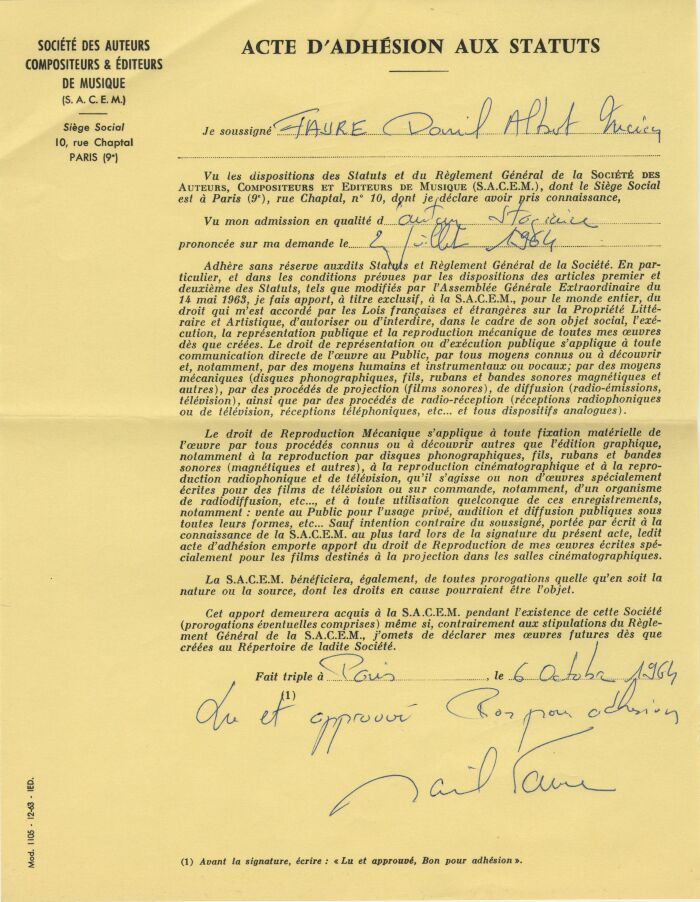 SOCIÉTÉ DES AUTEURS
COMPOSITEURS & ÉDITEURS
DE MUSIQUE
(S. A. C. E. M.)
Siège Social
10, rue Chaptal
PARIS (9e)
ACTE D'ADHÉSION AUX STATUTS
Je soussigné FAURE Daniel Albert
Vu les dispositions des Statuts et du Règlement Général de la SOCIÉTÉ DES
AUTEURS, COMPOSITEURS ET EDITEURS DE MUSIQUE (S.A.C.E.M.), dont le Siège Social
est à Paris (9e), rue Chaptal, n° 10, dont je déclare avoir pris connaissance,
Vu mon admission en qualité d'auteur Stagiaire
prononcée sur ma demande le 2 juillet 1964
Adhère sans réserve auxdits Statuts et Règlement Général de la Société. En par-
ticulier, et dans les conditions prévues par les dispositions des articles premier et
deuxième des Statuts, tels que modifiés par l'Assemblée Générale Extraordinaire du
14 mai 1963, je fais apport, à titre exclusif, à la S.A.C.E.M., pour le monde entier, du
droit qui m'est accordé par les Lois françaises et étrangères sur la Propriété Litté-
raire et Artistique, d'autoriser ou d'interdire, dans le cadre de son objet social, l'exé-
cution, la représentation publique et la reproduction mécanique de toutes mes œuvres
dès que créées. Le droit de représentation ou d'exécution publique s'applique à toute
communication directe de l'œuvre au Public, par tous moyens connus ou à découvrir
et, notamment, par des moyens humains et instrumentaux ou vocaux; par des moyens
mécaniques (disques phonographiques, fils, rubans et bandes sonores magnétiques et
autres), par des procédés de projection (films sonores), de diffusion (radio-émissions,
télévision), ainsi que par des procédés de radio-réception (réceptions radiophoniques
ou de télévision, réceptions téléphoniques, etc... et tous dispositifs analogues).
Le droit de Reproduction Mécanique s'applique à toute fixation matérielle de
l'œuvre par tous procédés connus ou à découvrir autres que l'édition graphique,
notamment à la reproduction par disques phonographiques, fils, rubans et bandes
sonores (magnétiques et autres), à la reproduction cinématographique et à la repro-
duction radiophonique et de télévision, qu'il s'agisse ou non d'œuvres spécialement
écrites pour des films de télévision ou sur commande, notamment, d'un organisme
de radiodiffusion, etc..., et à toute utilisation quelconque de ces enregistrements,
notamment : vente au Public pour l'usage privé, audition et diffusion publiques sous
toutes leurs formes, etc... Sauf intention contraire du soussigné, portée par écrit à la
connaissance de la S.A.C.E.M. au plus tard lors de la signature du présent acte, ledit
acte d'adhésion emporte apport du droit de Reproduction de mes œuvres écrites spé-
cialement pour les films destinés à la projection dans les salles cinématographiques.
La S.A.C.E.M. bénéficiera, également, de toutes prorogations quelle qu'en soit la
nature ou la source, dont les droits en cause pourraient être l'objet.
Cet apport demeurera acquis à la S.A.C.E.M. pendant l'existence de cette Société
(prorogations éventuelles comprises) même si, contrairement aux stipulations du Règle-
ment Général de la S.A.C.E.M., j'omets de déclarer mes œuvres futures dès que
créées au Répertoire de ladite Société.
Fait triple à Paris, le 6 Octobre 1964
(1)
Lu et approuvé Bon pour adhésion
Daniel Faure
Mod. 1105 - 12-63 - IED.
(1) Avant la signature, écrire : « Lu et approuvé, Bon pour adhésion ».